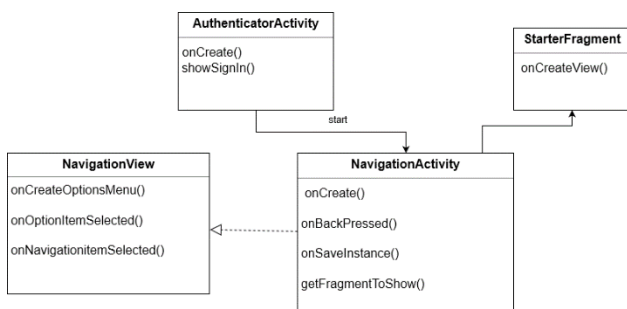 AuthenticatorActivity
onCreate()
showSignIn()
StarterFragment
onCreateView()
start
NavigationView
onCreateOptionsMenu()
onOptionItemSelected()
onNavigationitemSelected()
NavigationActivity
onCreate()
onBackPressed()
onSaveInstance()
getFragmentToShow()